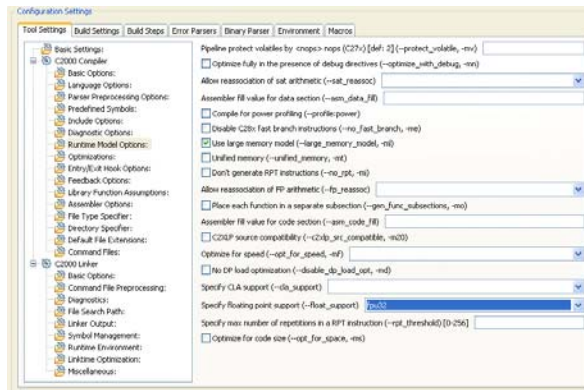 Configuration Settings
Tool Settings
Build Settings
Build Steps
Error Parsers
Binary Parser
Environment
Macros
Basic Settings:
C2000 Compiler
Basic Options:
Language Options:
Parser Preprocessing Options:
Predefined Symbols:
Include Options:
Diagnostic Options:
Runtime Model Options:
Optimizations:
Entry/Exit Hook Options:
Feedback Options:
Library Function Assumptions:
Assembler Options:
File Type Specifier:
Directory Specifier:
Default File Extensions:
Command Files:
C2000 Linker
Basic Options:
Command File Preprocessing:
Diagnostics:
File Search Path:
Linker Output:
Symbol Management:
Runtime Environment:
Linktime Optimization:
Miscellaneous:
Pipeline protect volatiles by <nops> nops (C27x) [def: 2] (--protect_volatile, -mv)
Optimize fully in the presence of debug directives (--optimize_with_debug, -mn)
Allow reassociation of sat arithmetic (--sat_reassoc)
Assembler fill value for data section (--asm_data_fill)
Compile for power profiling (--profile:power)
Disable C28x fast branch instructions (--no_fast_branch, -me)
Use large memory model (--large_memory_model, -ml)
Unified memory (--unified_memory, -mt)
Don't generate RPT instructions (--no_rpt, -mi)
Allow reassociation of FP arithmetic (--fp_reassoc)
Place each function in a separate subsection (--gen_func_subsections, -mo)
Assembler fill value for code section (--asm_code_fill)
C2XLP source compatibility (--c2xlp_src_compatible, -m20)
Optimize for speed (--opt_for_speed, -mf)
No DP load optimization (--disable_dp_load_opt, -md)
Specify CLA support (--cla_support)
Specify floating point support (--float_support)
fpu32
Specify max number of repetitions in a RPT instruction (--rpt_threshold) [0-256]
Optimize for code size (--opt_for_space, -ms)